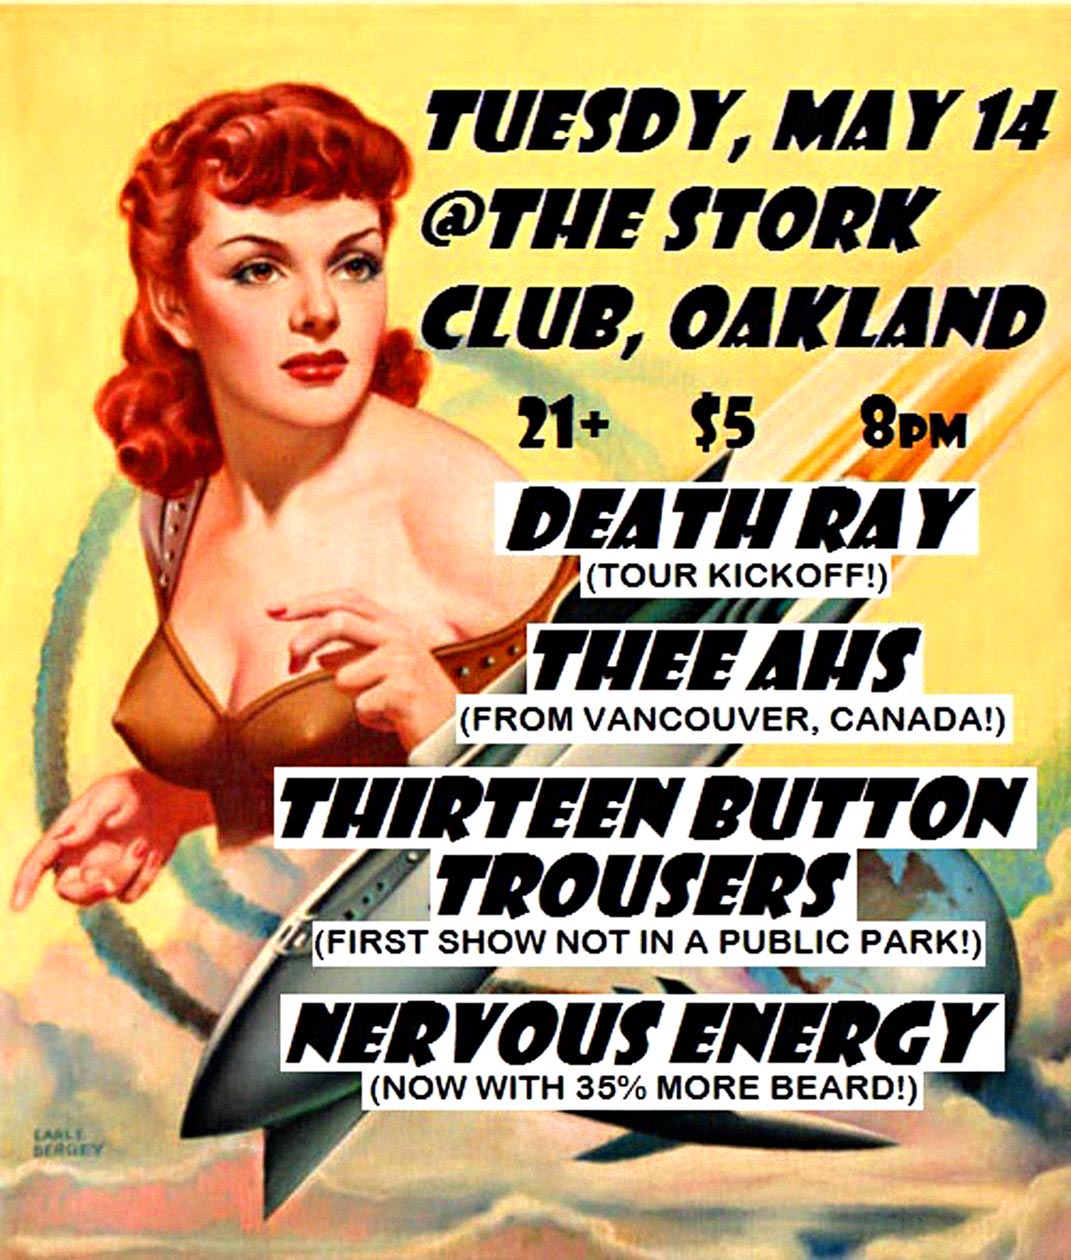 TUESDY, MAY 14
@THE STORK
CLUB, OAKLAND
21+ $5 8PM
DEATH RAY
(TOUR KICKOFF!)
THEE AHS
(FROM VANCOUVER, CANADA!)
THIRTEEN BUTTON
TROUSERS
(FIRST SHOW NOT IN A PUBLIC PARK!)
NERVOUS ENERGY
(NOW WITH 35% MORE BEARD!)
EARLE
BERGEY